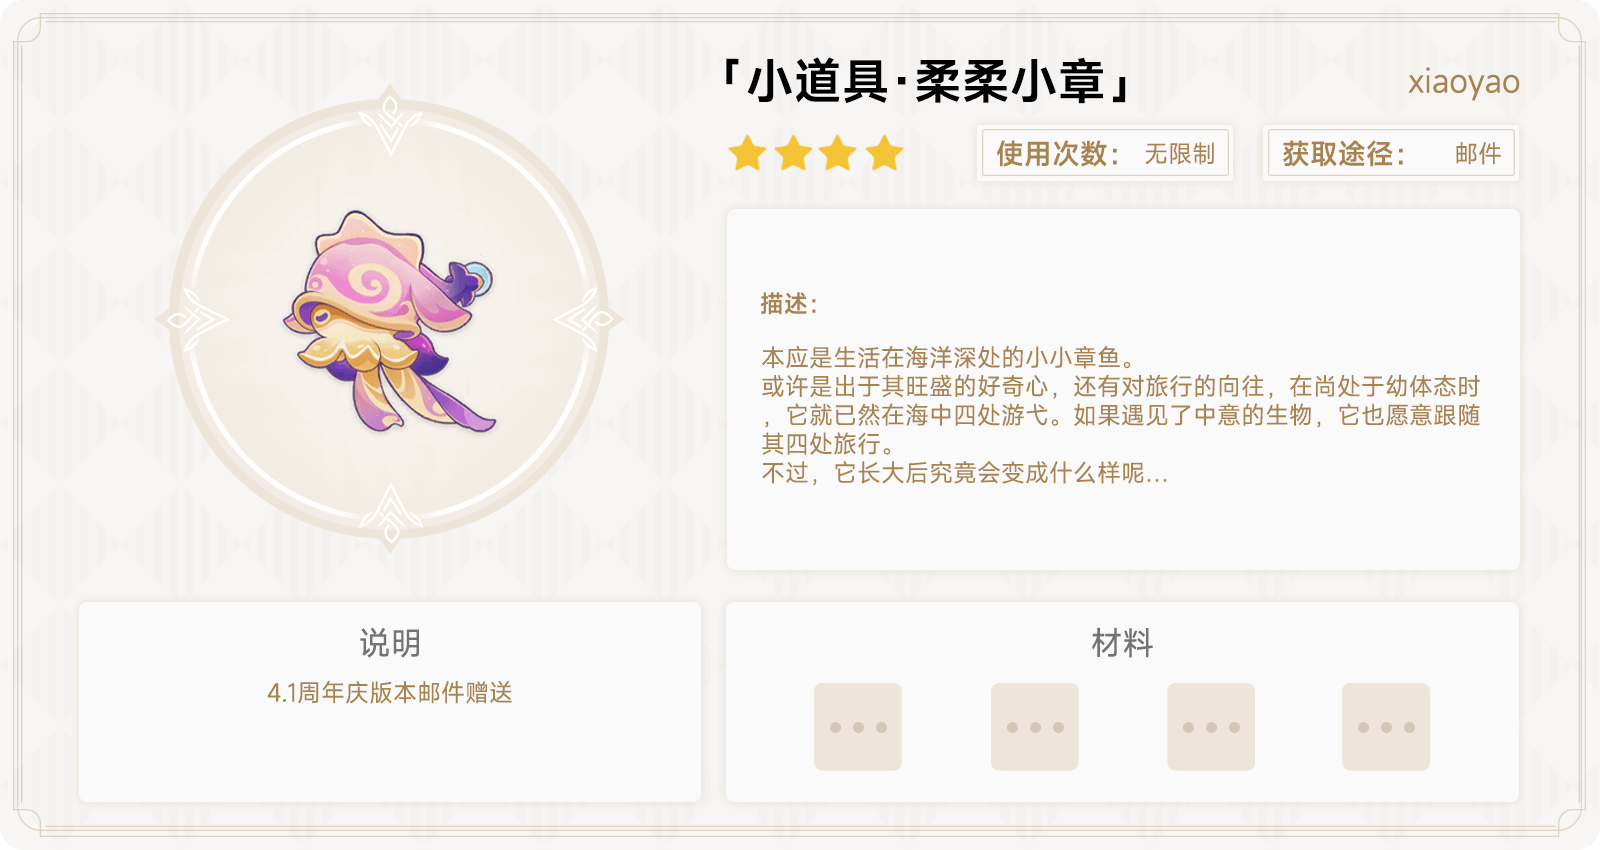 「小道具·柔柔小章」
xiaoyao
使用次数： 无限制
获取途径： 邮件
描述：
本应是生活在海洋深处的小小章鱼。
或许是出于其旺盛的好奇心，还有对旅行的向往，在尚处于幼体态时
，它就已然在海中四处游弋。如果遇见了中意的生物，它也愿意跟随
其四处旅行。
不过，它长大后究竟会变成什么样呢...
说明
4.1周年庆版本邮件赠送
材料